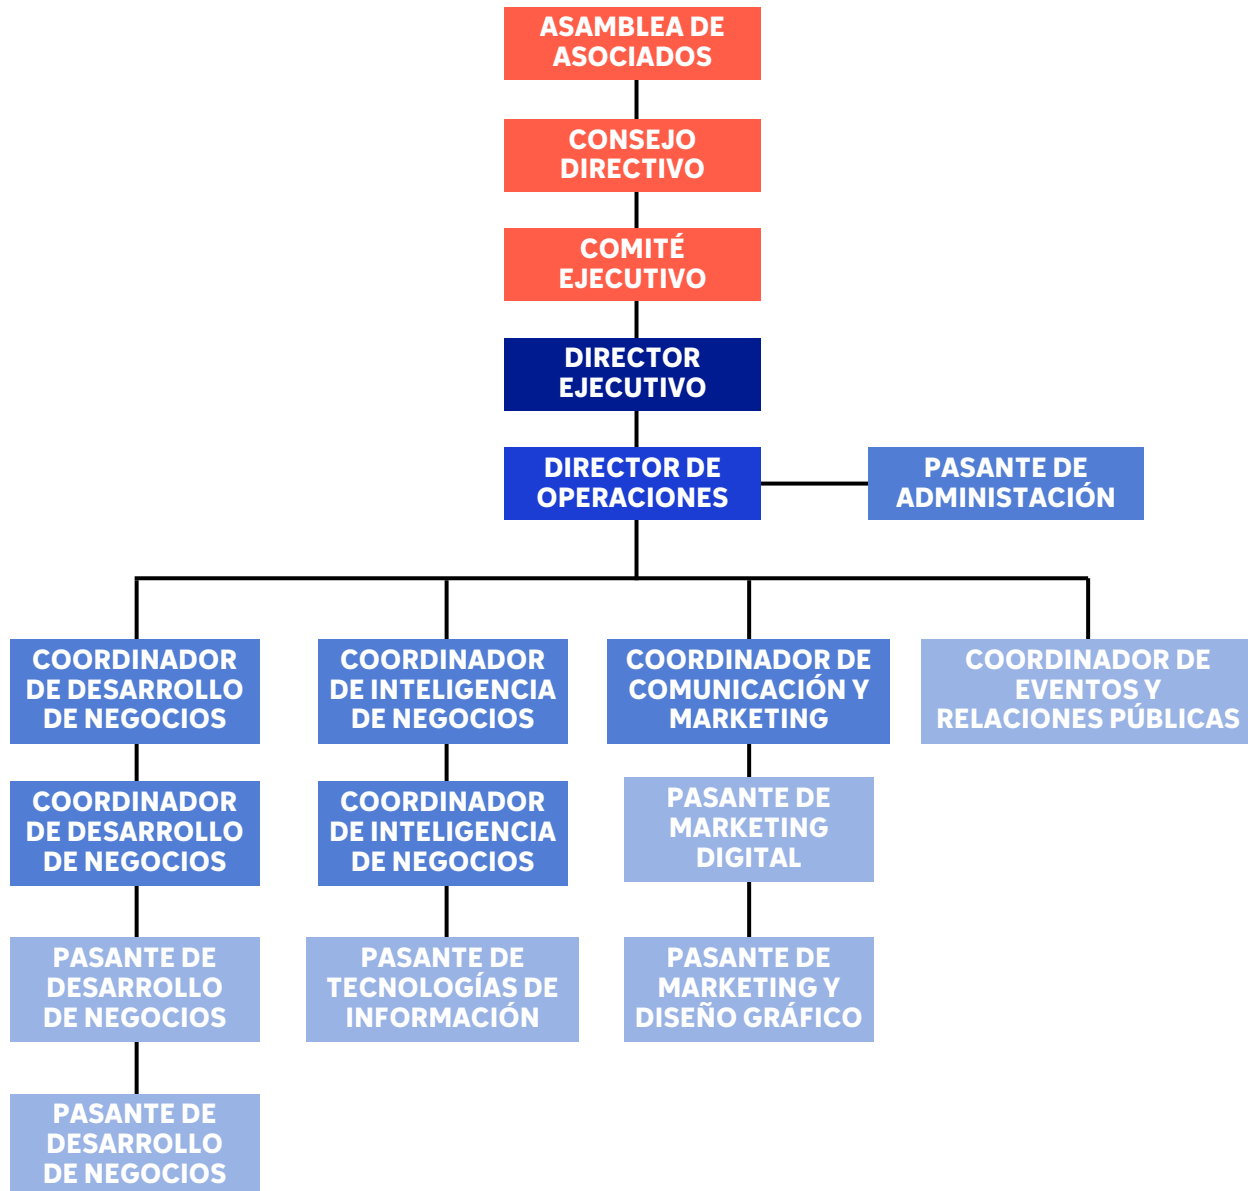 ASAMBLEA DE
ASOCIADOS
CONSEJO
DIRECTIVO
COMITÉ
EJECUTIVO
DIRECTOR
EJECUTIVO
DIRECTOR DE
OPERACIONES
PASANTE DE
ADMINISTACIÓN
COORDINADOR
DE DESARROLLO
DE NEGOCIOS
COORDINADOR
DE INTELIGENCIA
DE NEGOCIOS
COORDINADOR DE
COMUNICACIÓN Y
MARKETING
COORDINADOR DE
EVENTOS Y
RELACIONES PÚBLICAS
COORDINADOR
DE DESARROLLO
DE NEGOCIOS
COORDINADOR
DE INTELIGENCIA
DE NEGOCIOS
PASANTE DE
MARKETING
DIGITAL
PASANTE DE
DESARROLLO
DE NEGOCIOS
PASANTE DE
TECNOLOGÍAS DE
INFORMACIÓN
PASANTE DE
MARKETING Y
DISEÑO GRÁFICO
PASANTE DE
DESARROLLO
DE NEGOCIOS